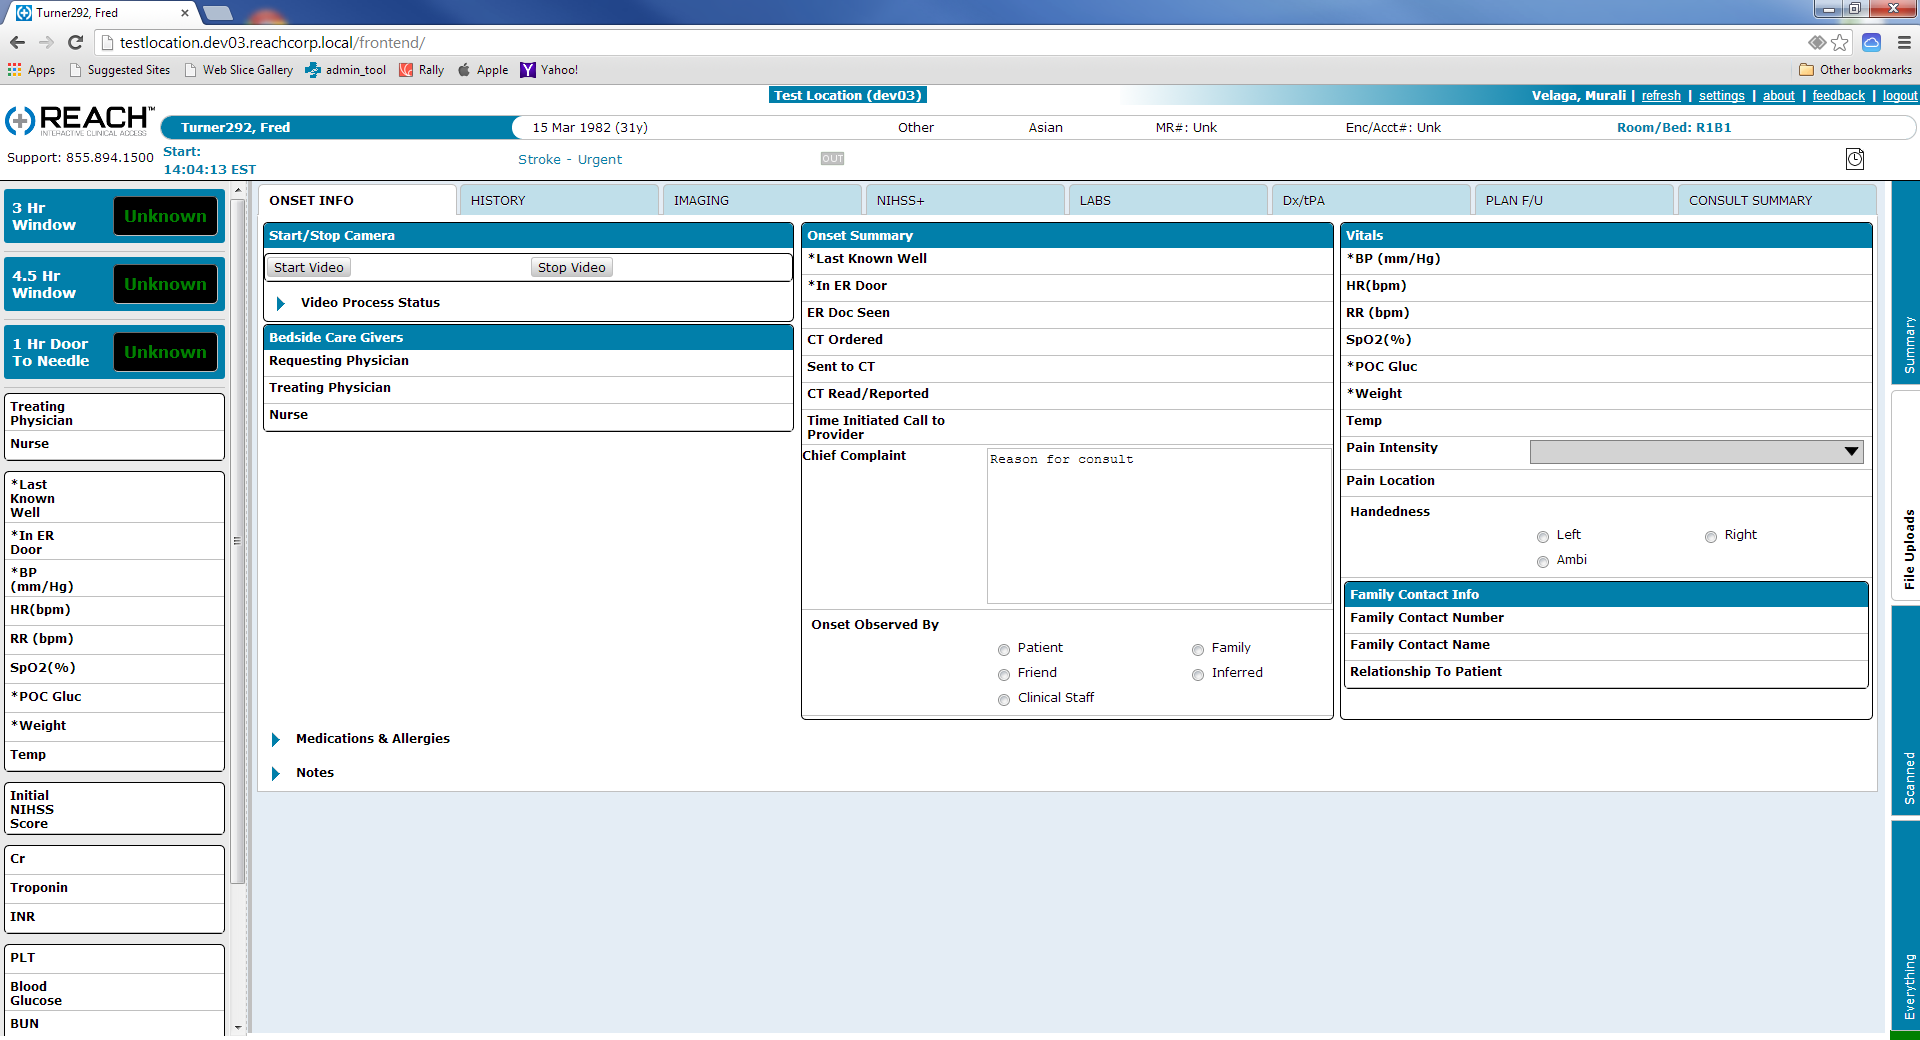 Turner292, Fred
testlocation.dev03.reachcorp.local/frontend/
Apps Suggested Sites Web Slice Gallery admin_tool Rally Apple Yahoo! Other bookmarks
Test Location (dev03)
Velaga, Murali | refresh | settings | about | feedback | logout
REACH™
INTERACTIVE CLINICAL ACCESS
Turner292, Fred 15 Mar 1982 (31y) Other Asian MR#: Unk Enc/Acct#: Unk Room/Bed: R1B1
Support: 855.894.1500
Start:
14:04:13 EST
Stroke - Urgent
OUT
3 Hr
Window
Unknown
4.5 Hr
Window
Unknown
1 Hr Door
To Needle
Unknown
Treating
Physician
Nurse
*Last
Known
Well
*In ER
Door
*BP
(mm/Hg)
HR(bpm)
RR (bpm)
SpO2(%)
*POC Gluc
*Weight
Temp
Initial
NIHSS
Score
Cr
Troponin
INR
PLT
Blood
Glucose
BUN
ONSET INFO HISTORY IMAGING NIHSS+ LABS Dx/tPA PLAN F/U CONSULT SUMMARY
Start/Stop Camera
Start Video Stop Video
Video Process Status
Bedside Care Givers
Requesting Physician
Treating Physician
Nurse
Onset Summary
*Last Known Well
*In ER Door
ER Doc Seen
CT Ordered
Sent to CT
CT Read/Reported
Time Initiated Call to
Provider
Chief Complaint
Reason for consult
Onset Observed By
Patient Family
Friend Inferred
Clinical Staff
Vitals
*BP (mm/Hg)
HR(bpm)
RR (bpm)
SpO2(%)
*POC Gluc
*Weight
Temp
Pain Intensity
Pain Location
Handedness
Left Right
Ambi
Family Contact Info
Family Contact Number
Family Contact Name
Relationship To Patient
Medications & Allergies
Notes
Summary
File Uploads
Scanned
Everything